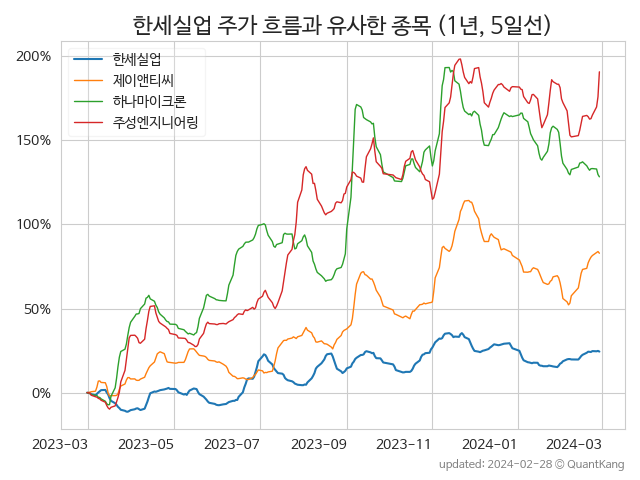 한세실업 주가 흐름과 유사한 종목 (1년, 5일선)
200%
150%
100%
50%
0%
한세실업
제이앤티씨
하나마이크론
주성엔지니어링
2023-03
2023-05
2023-07
2023-09
2023-11
2024-01
2024-03
updated: 2024-02-28 © QuantKang